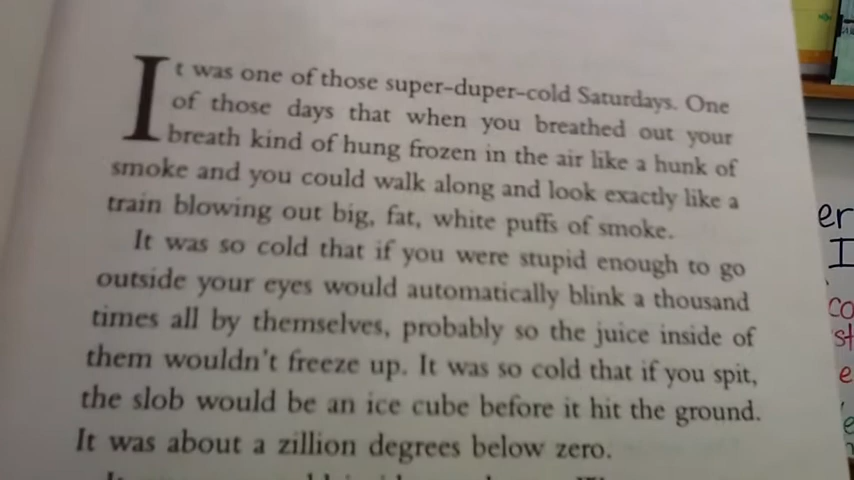 It was one of those super-duper-cold Saturdays. One
of those days that when you breathed out your
breath kind of hung frozen in the air like a hunk of
smoke and you could walk along and look exactly like a
train blowing out big, fat, white puffs of smoke.
It was so cold that if you were stupid enough to go
outside your eyes would automatically blink a thousand
times all by themselves, probably so the juice inside of
them wouldn't freeze up. It was so cold that if you spit,
the slob would be an ice cube before it hit the ground.
It was about a zillion degrees below zero.
er
I
co
st
e